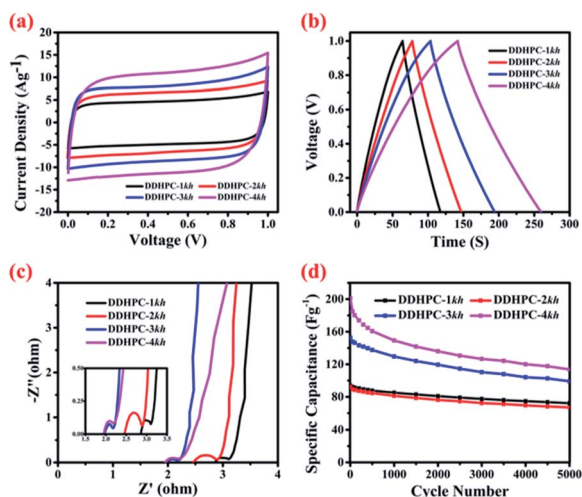 (a)
Current Density (Ag⁻¹)
25
20
15
10
5
0
-5
-10
-15
-20
DDHPC-1kh
DDHPC-2kh
DDHPC-3kh
DDHPC-4kh
0.0 0.2 0.4 0.6 0.8 1.0
Voltage (V)
(b)
Voltage (V)
1.0
0.8
0.6
0.4
0.2
0.0
DDHPC-1kh
DDHPC-2kh
DDHPC-3kh
DDHPC-4kh
0 50 100 150 200 250 300
Time (S)
(c)
-Z"(ohm)
4
3
2
1
0
DDHPC-1kh
DDHPC-2kh
DDHPC-3kh
DDHPC-4kh
0.50
0.25
0.00
1.5 2.0 2.5 3.0 3.5
0 1 2 3 4
Z' (ohm)
(d)
Specific Capacitance (Fg⁻¹)
200
160
120
80
40
0
DDHPC-1kh DDHPC-2kh
DDHPC-3kh DDHPC-4kh
0 1000 2000 3000 4000 5000
Cycle Number